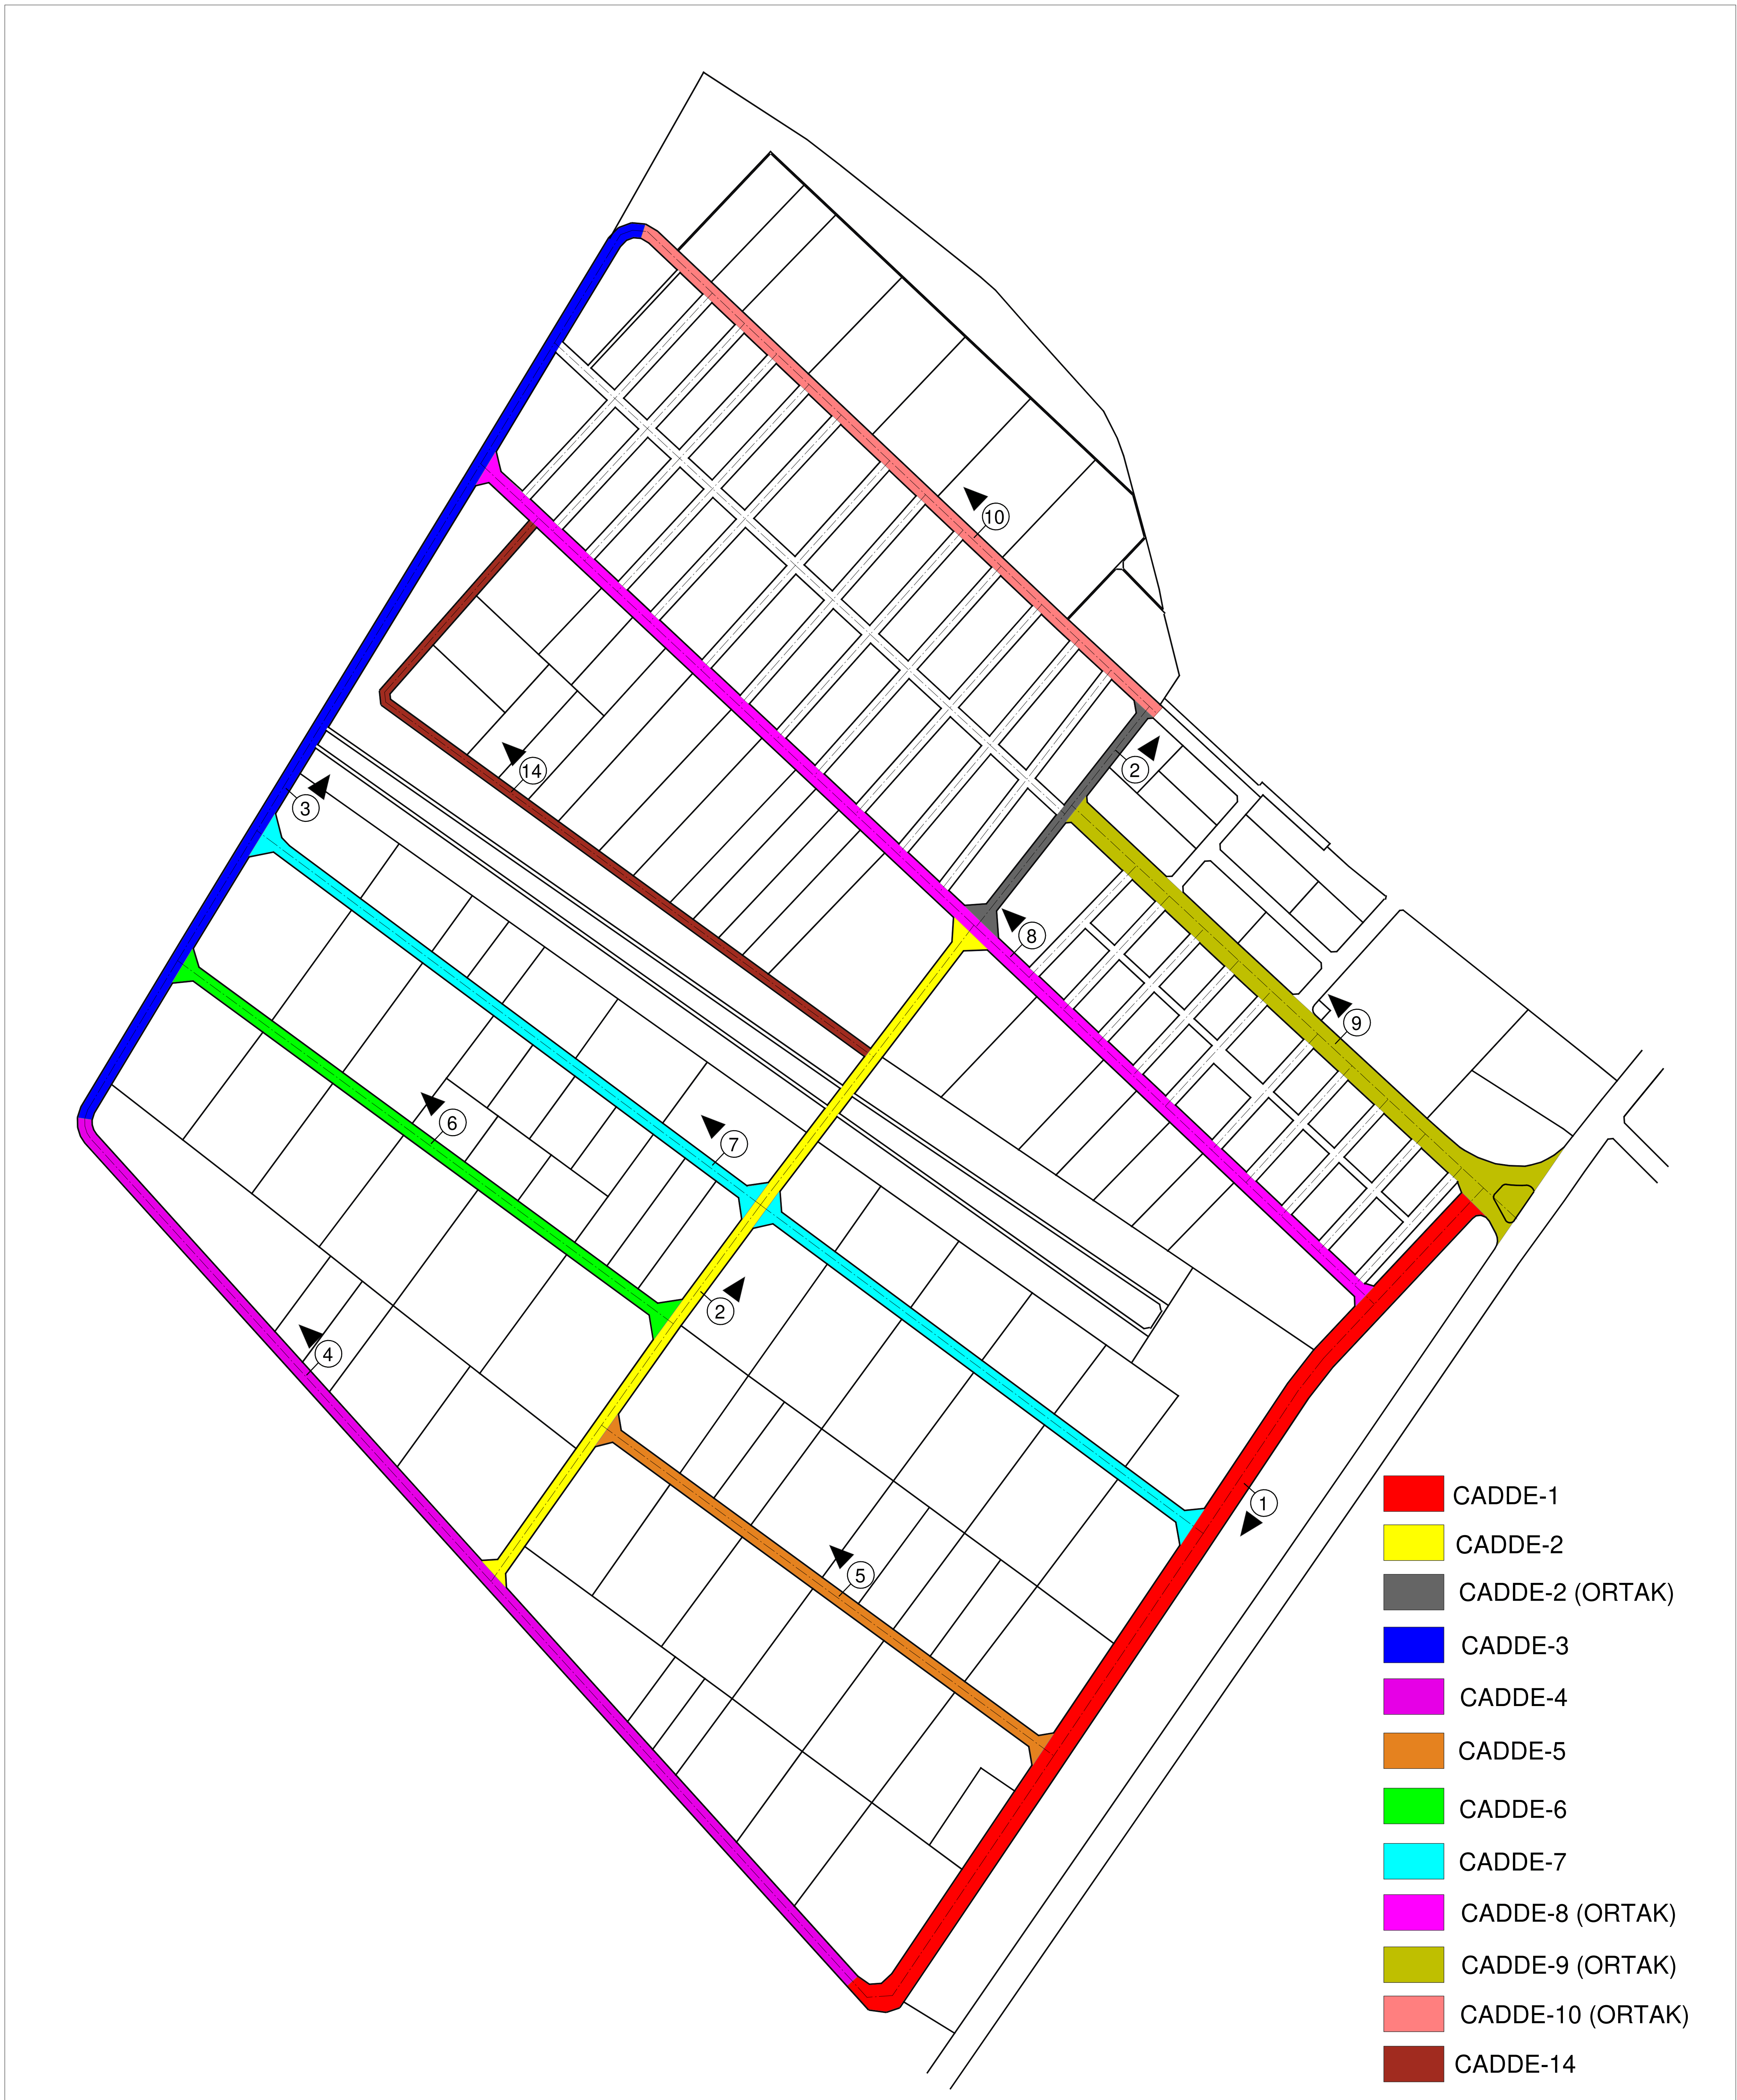 10
2
14
3
8
9
6
7
2
4
1
5
CADDE-1
CADDE-2
CADDE-2 (ORTAK)
CADDE-3
CADDE-4
CADDE-5
CADDE-6
CADDE-7
CADDE-8 (ORTAK)
CADDE-9 (ORTAK)
CADDE-10 (ORTAK)
CADDE-14